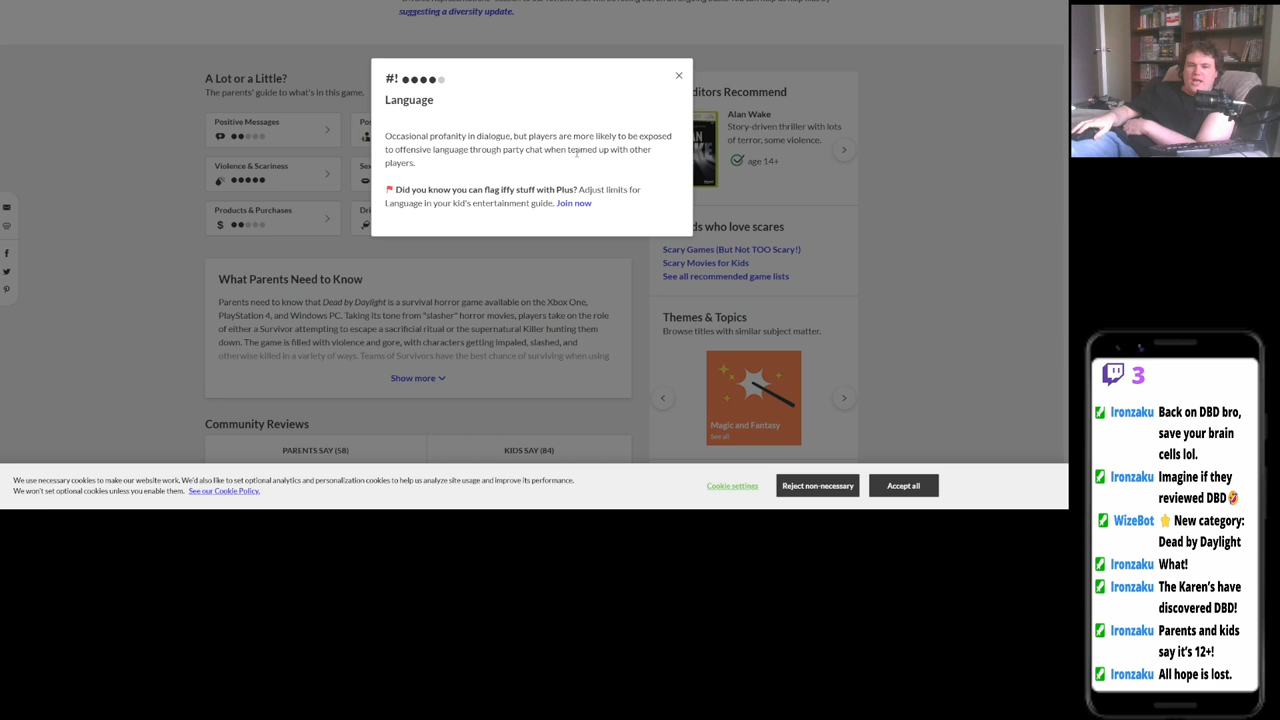 suggesting a diversity update.
A Lot or a Little?
The parents' guide to what's in this game.
Positive Messages
Violence & Scariness
Products & Purchases
$
#!
Language
Occasional profanity in dialogue, but players are more likely to be exposed
to offensive language through party chat when teamed up with other
players.
Did you know you can flag iffy stuff with Plus? Adjust limits for
Language in your kid's entertainment guide. Join now
What Parents Need to Know
Parents need to know that Dead by Daylight is a survival horror game available on the Xbox One,
PlayStation 4, and Windows PC. Taking its tone from "slasher" horror movies, players take on the role
of either a Survivor attempting to escape a sacrificial ritual or the supernatural Killer hunting them
down. The game is filled with violence and gore, with characters getting impaled, slashed, and
otherwise killed in a variety of ways. Teams of Survivors have the best chance of surviving when using
Show more
Community Reviews
PARENTS SAY (58)
KIDS SAY (84)
ditors Recommend
Alan Wake
Story-driven thriller with lots
of terror, some violence.
age 14+
ds who love scares
Scary Games (But Not TOO Scary!)
Scary Movies for Kids
See all recommended game lists
Themes & Topics
Browse titles with similar subject matter.
Magic and Fantasy
See all
We use necessary cookies to make our website work. We'd also like to set optional analytics and personalization cookies to help us analyze site usage and improve its performance.
We won't set optional cookies unless you enable them. See our Cookie Policy.
Cookie settings
Reject non-necessary
Accept all
3
Ironzaku Back on DBD bro,
save your brain
cells lol.
Ironzaku Imagine if they
reviewed DBD🤣
WizeBot ⭐ New category:
Dead by Daylight
Ironzaku What!
Ironzaku The Karen's have
discovered DBD!
Ironzaku Parents and kids
say it's 12+!
Ironzaku All hope is lost.